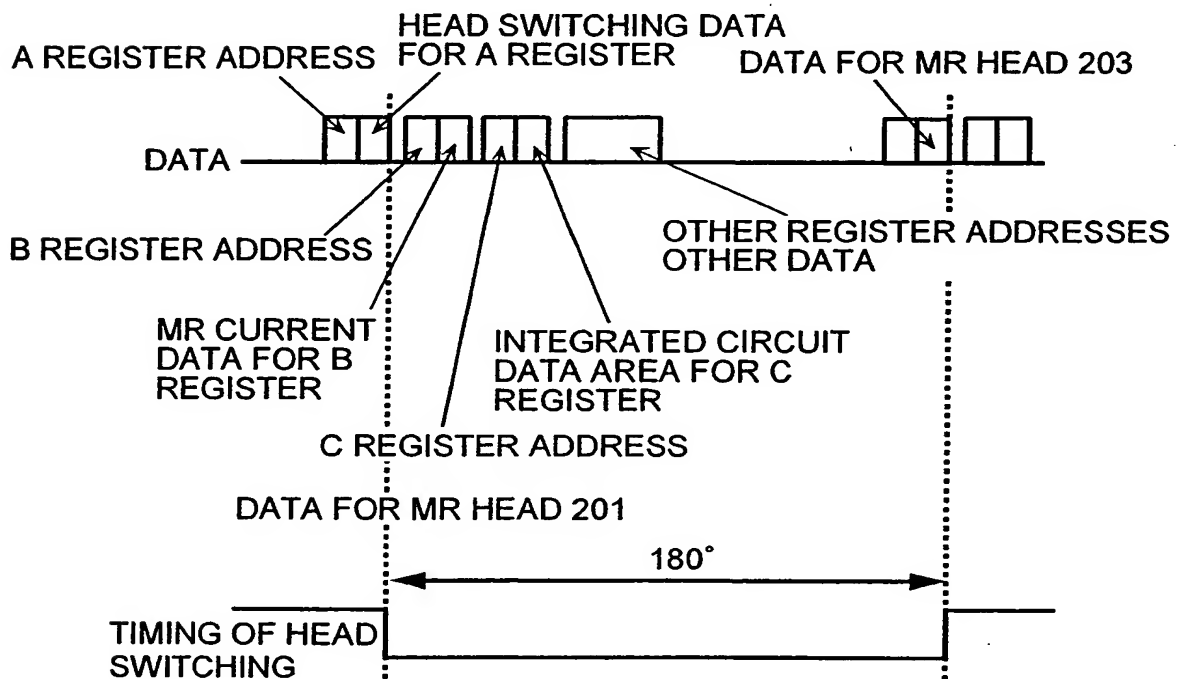 HEAD SWITCHING DATA
FOR A REGISTER
A REGISTER ADDRESS
DATA FOR MR HEAD 203
DATA
B REGISTER ADDRESS
OTHER REGISTER ADDRESSES
OTHER DATA
MR CURRENT
DATA FOR B
REGISTER
INTEGRATED CIRCUIT
DATA AREA FOR C
REGISTER
C REGISTER ADDRESS
DATA FOR MR HEAD 201
180°
TIMING OF HEAD
SWITCHING